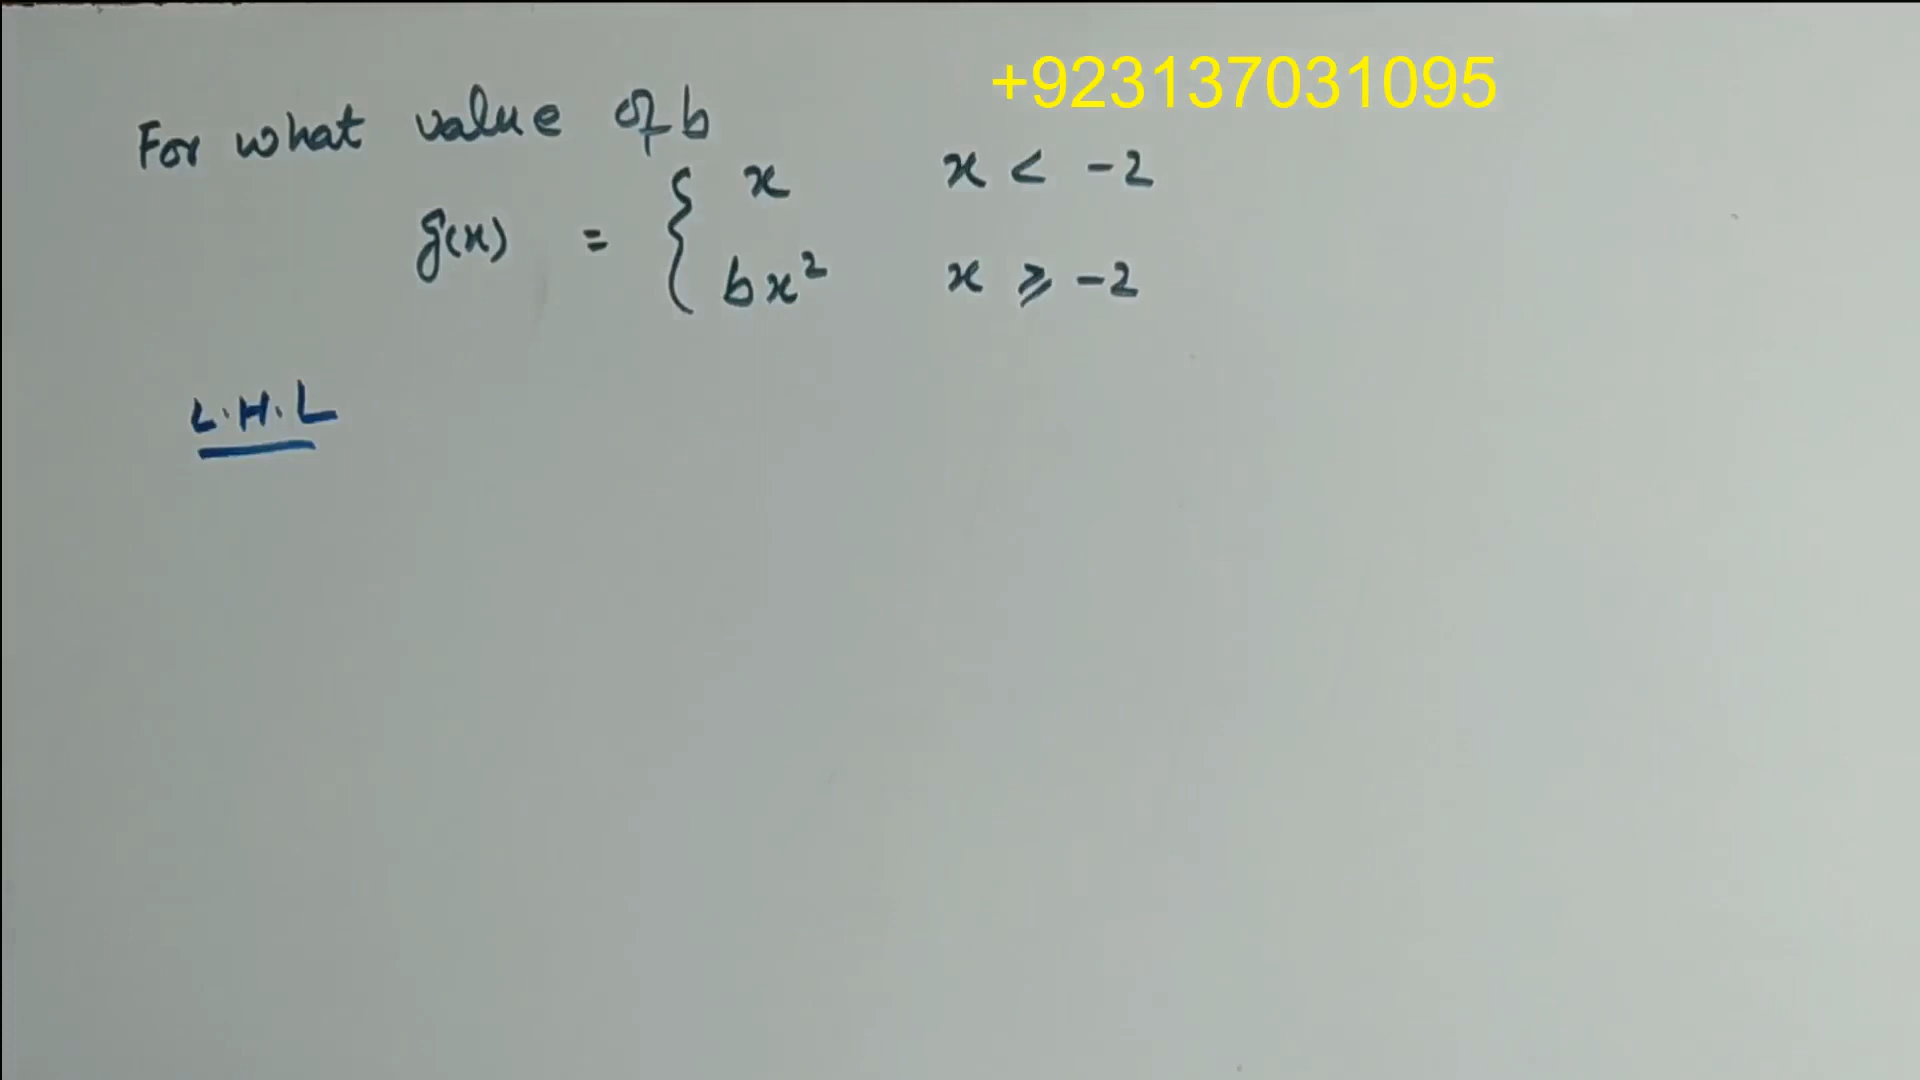 +923137031095
For what value of b
g(x) = { x x < -2
bx² x ⩾ -2
L.H.L